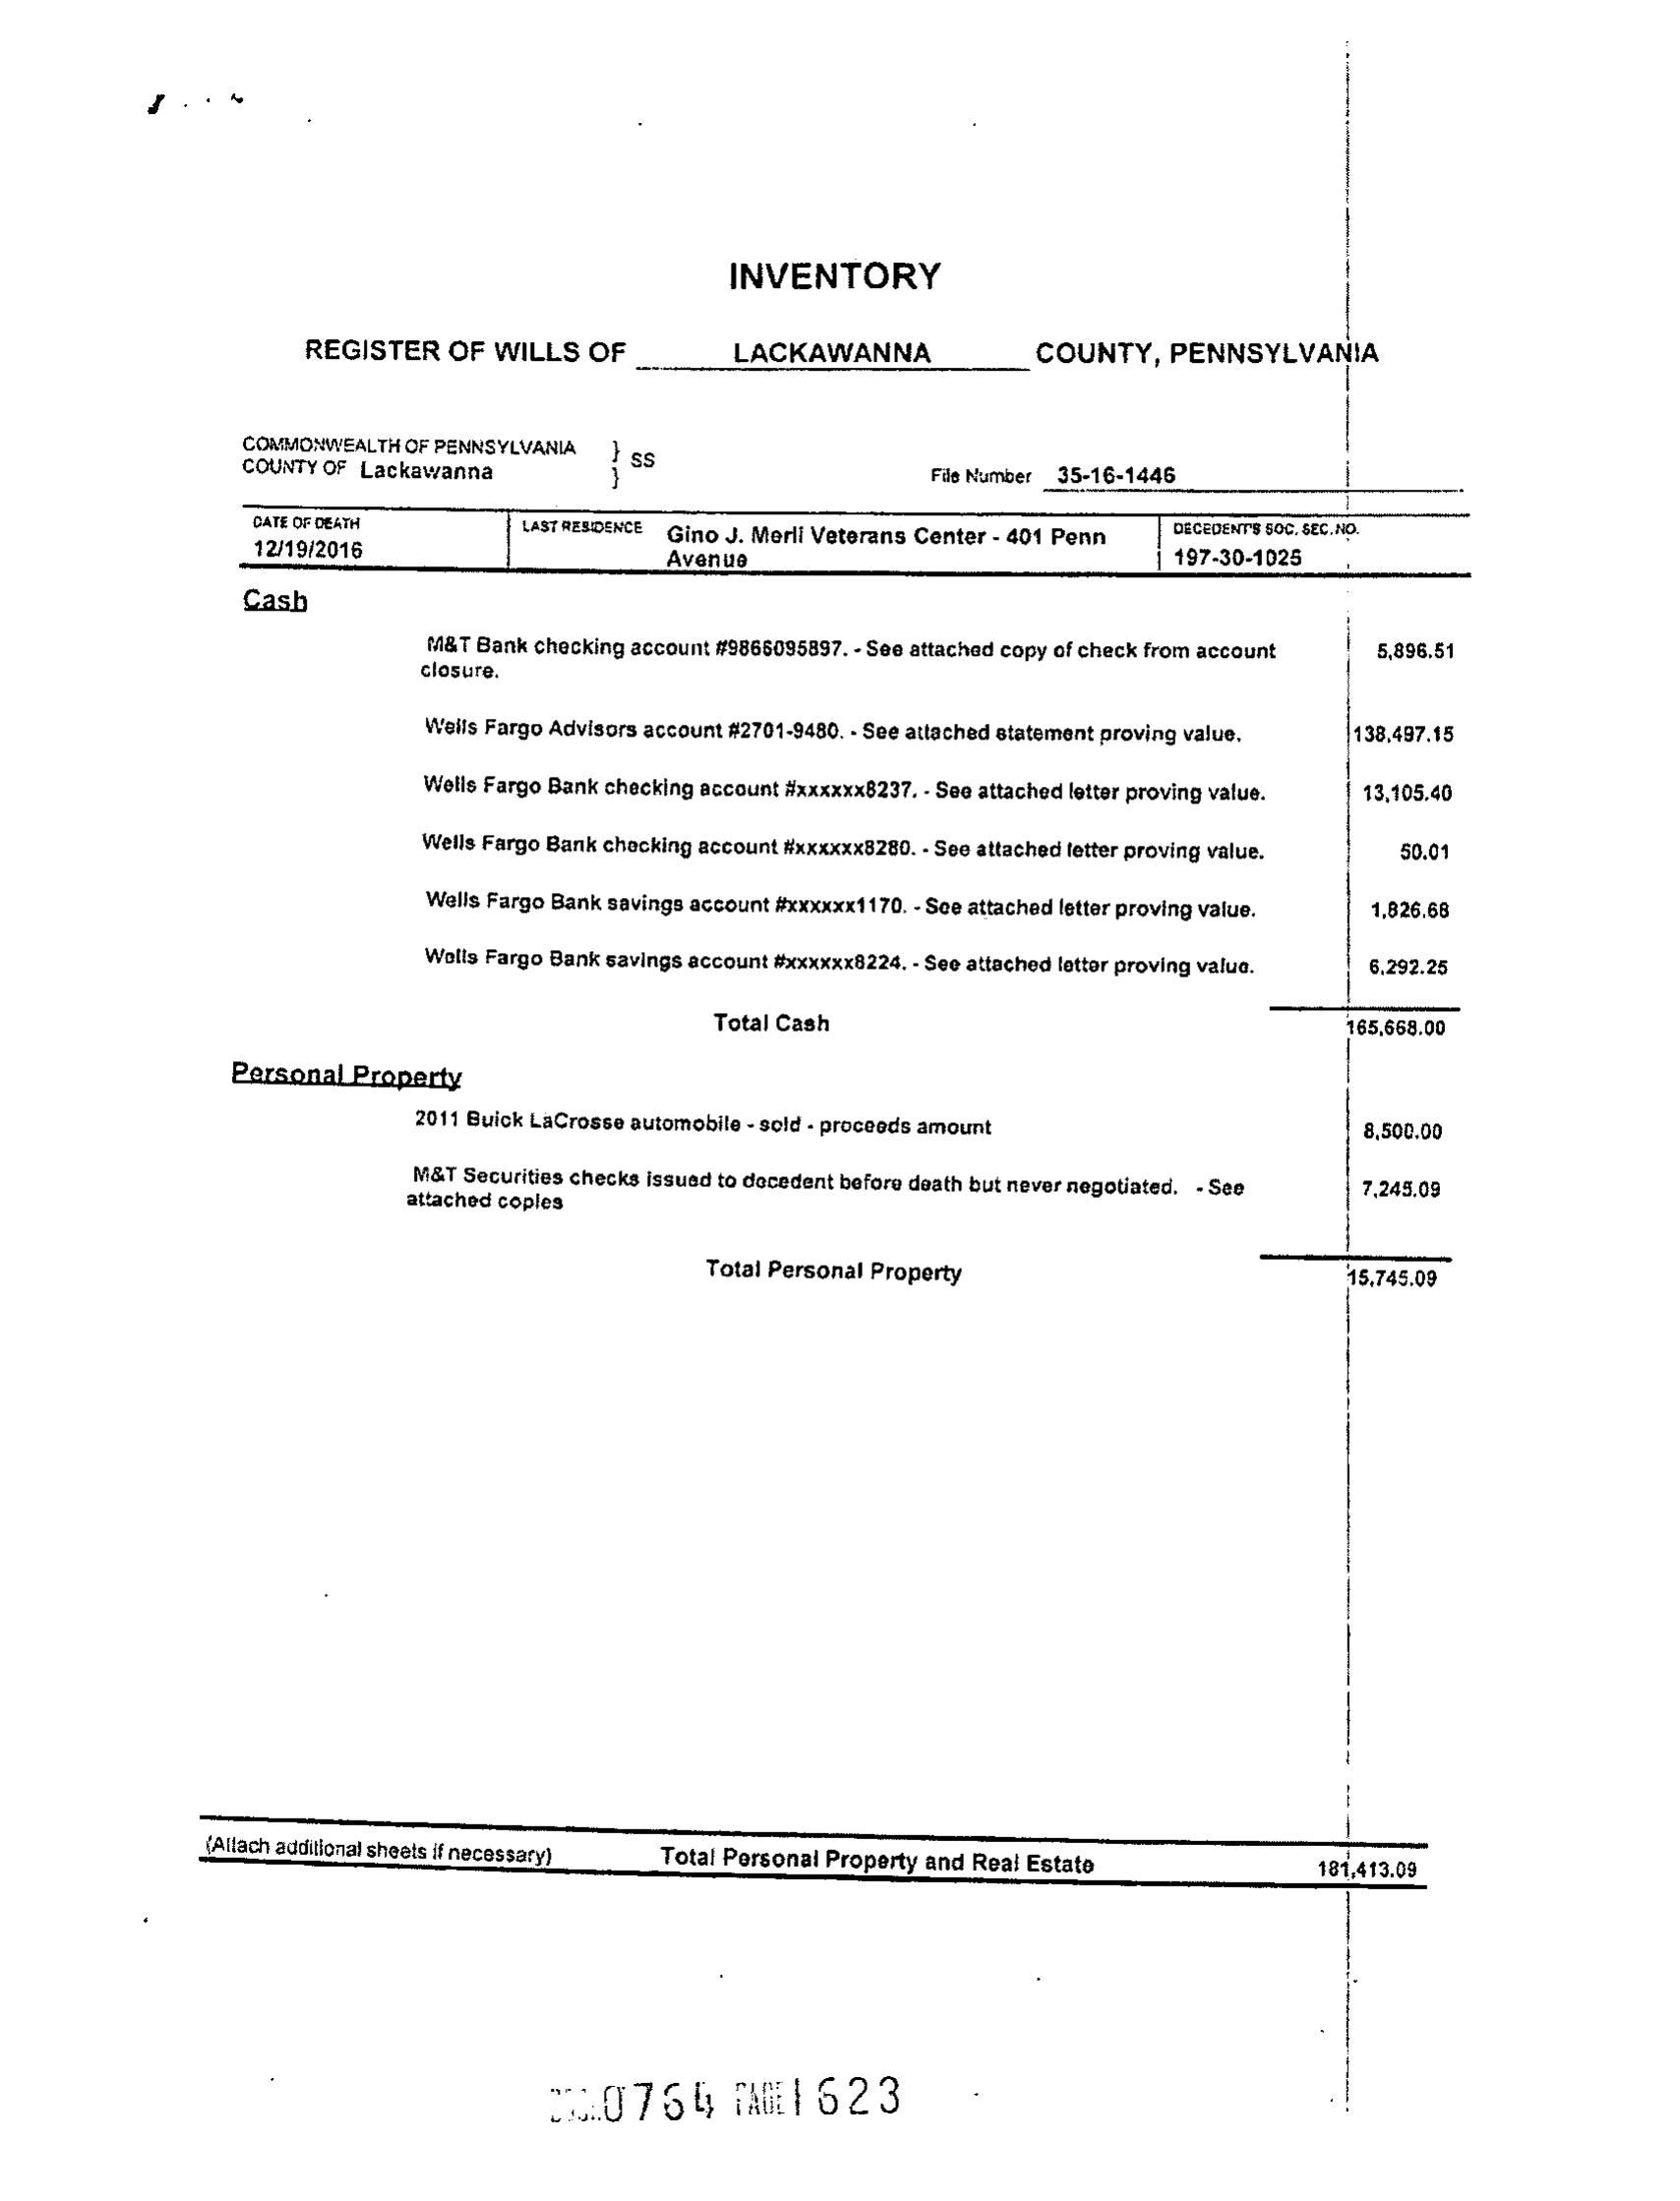 INVENTORY
REGISTER OF WILLS OF LACKAWANNA COUNTY, PENNSYLVANIA
COMMONWEALTH OF PENNSYLVANIA } SS
COUNTY OF Lackawanna }
File Number 35-16-1446
DATE OF DEATH
12/19/2016
LAST RESIDENCE Gino J. Merli Veterans Center - 401 Penn
Avenue
DECEDENT'S SOC. SEC. NO.
197-30-1025
Cash
M&T Bank checking account #9866095897. - See attached copy of check from account 5,896.51
closure.
Wells Fargo Advisors account #2701-9480. - See attached statement proving value. 138,497.15
Wells Fargo Bank checking account #xxxxxx8237. - See attached letter proving value. 13,105.40
Wells Fargo Bank checking account #xxxxxx8280. - See attached letter proving value. 50.01
Wells Fargo Bank savings account #xxxxxx1170. - See attached letter proving value. 1,826.68
Wells Fargo Bank savings account #xxxxxx8224. - See attached letter proving value. 6,292.25
Total Cash 165,668.00
Personal Property
2011 Buick LaCrosse automobile - sold - proceeds amount 8,500.00
M&T Securities checks issued to decedent before death but never negotiated. - See 7,245.09
attached copies
Total Personal Property 15,745.09
(Attach additional sheets if necessary) Total Personal Property and Real Estate 181,413.09
0764 PAGE 1623